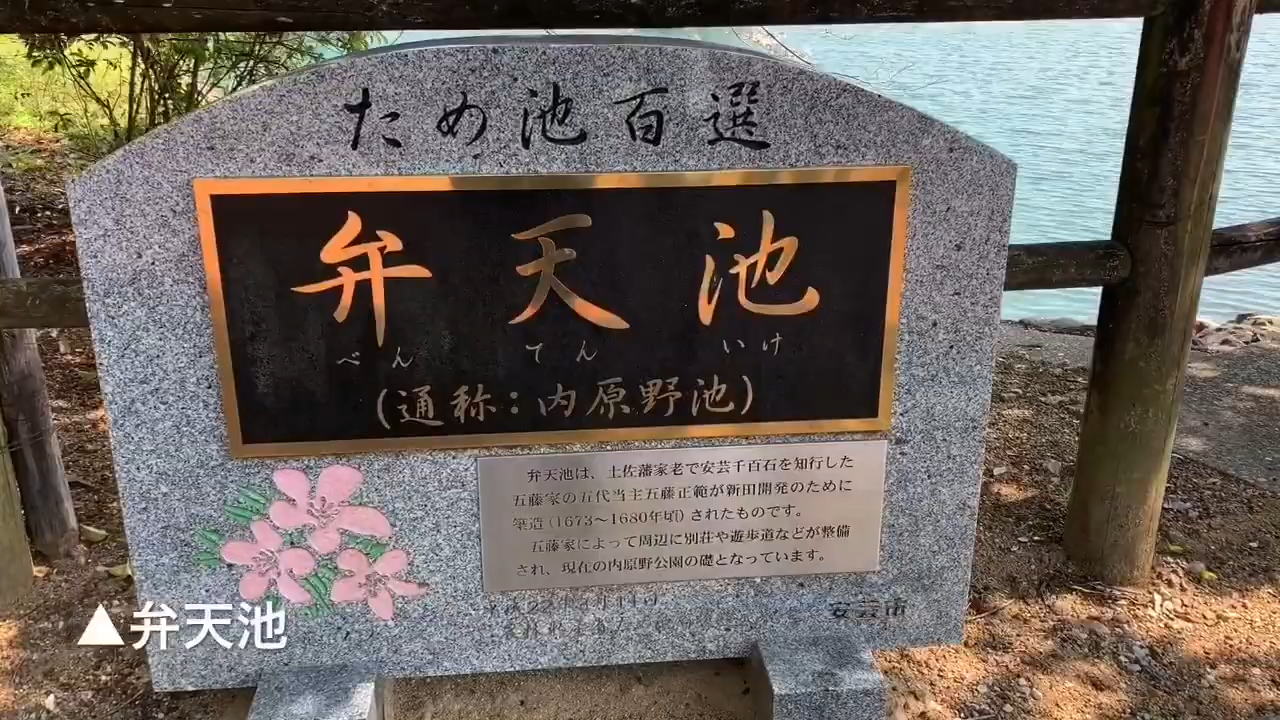 ため池百選
弁天池
べん てん いけ
(通称:内原野池)
弁天池は、土佐藩家老で安芸千百石を知行した
五藤家の五代当主五藤正範が新田開発のために
築造(1673〜1680年頃)されたものです。
五藤家によって周辺に別荘や遊歩道などが整備
され、現在の内原野公園の礎となっています。
安芸市
▲弁天池